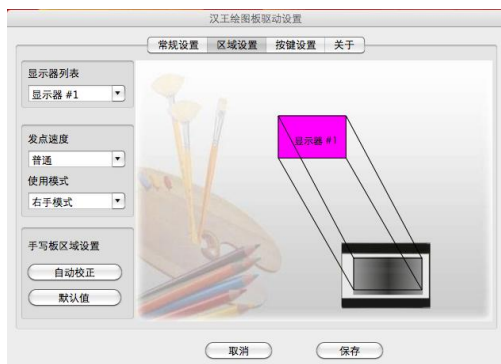 汉王绘图板驱动设置
常规设置 区域设置 按键设置 关于
显示器列表
显示器 #1
发点速度
普通
使用模式
右手模式
手写板区域设置
自动校正
默认值
显示器 #1
取消 保存